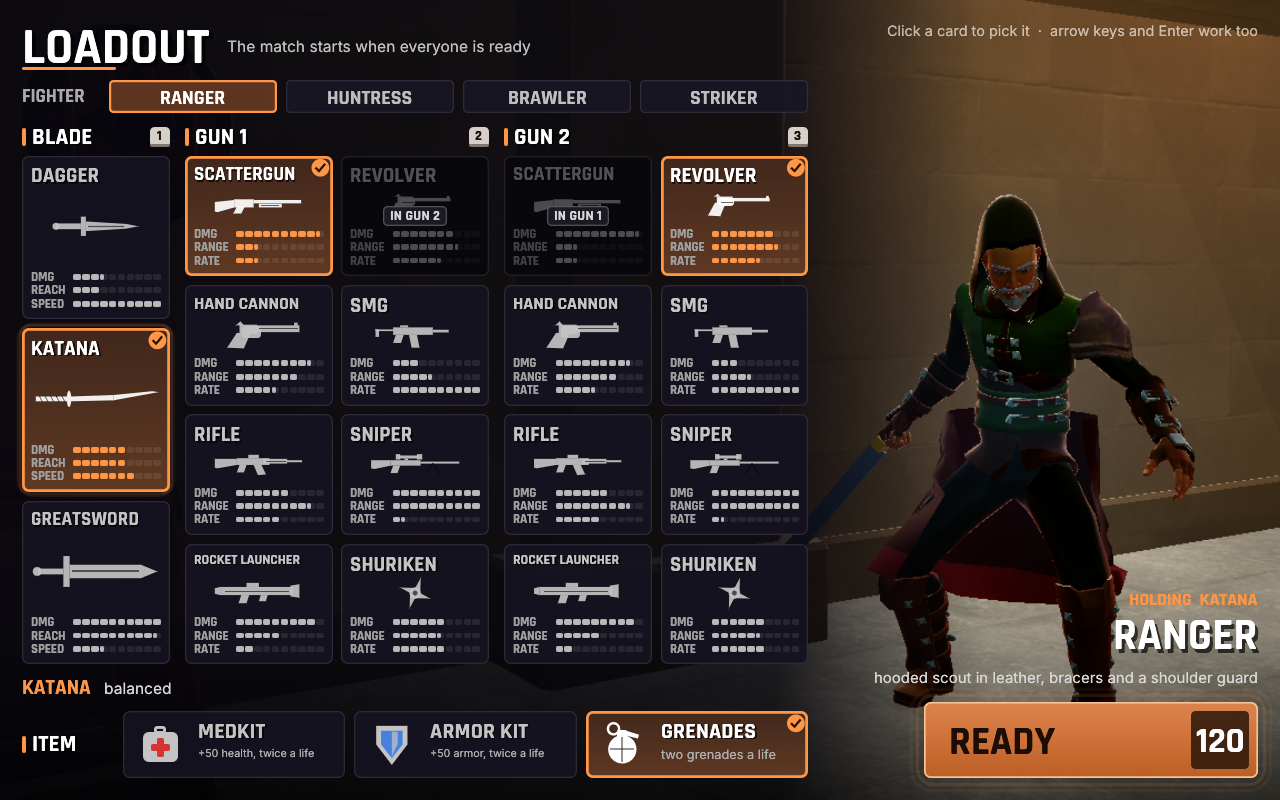 LOADOUT
The match starts when everyone is ready
Click a card to pick it · arrow keys and Enter work too
FIGHTER
RANGER
HUNTRESS
BRAWLER
STRIKER
BLADE
1
GUN 1
2
GUN 2
3
DAGGER
DMG
REACH
SPEED
KATANA
DMG
REACH
SPEED
GREATSWORD
DMG
REACH
SPEED
SCATTERGUN
DMG
RANGE
RATE
REVOLVER
IN GUN 2
DMG
RANGE
RATE
SCATTERGUN
IN GUN 1
DMG
RANGE
RATE
REVOLVER
DMG
RANGE
RATE
HAND CANNON
DMG
RANGE
RATE
SMG
DMG
RANGE
RATE
HAND CANNON
DMG
RANGE
RATE
SMG
DMG
RANGE
RATE
RIFLE
DMG
RANGE
RATE
SNIPER
DMG
RANGE
RATE
RIFLE
DMG
RANGE
RATE
SNIPER
DMG
RANGE
RATE
ROCKET LAUNCHER
DMG
RANGE
RATE
SHURIKEN
DMG
RANGE
RATE
ROCKET LAUNCHER
DMG
RANGE
RATE
SHURIKEN
DMG
RANGE
RATE
KATANA balanced
ITEM
MEDKIT
+50 health, twice a life
ARMOR KIT
+50 armor, twice a life
GRENADES
two grenades a life
HOLDING KATANA
RANGER
hooded scout in leather, bracers and a shoulder guard
READY
120